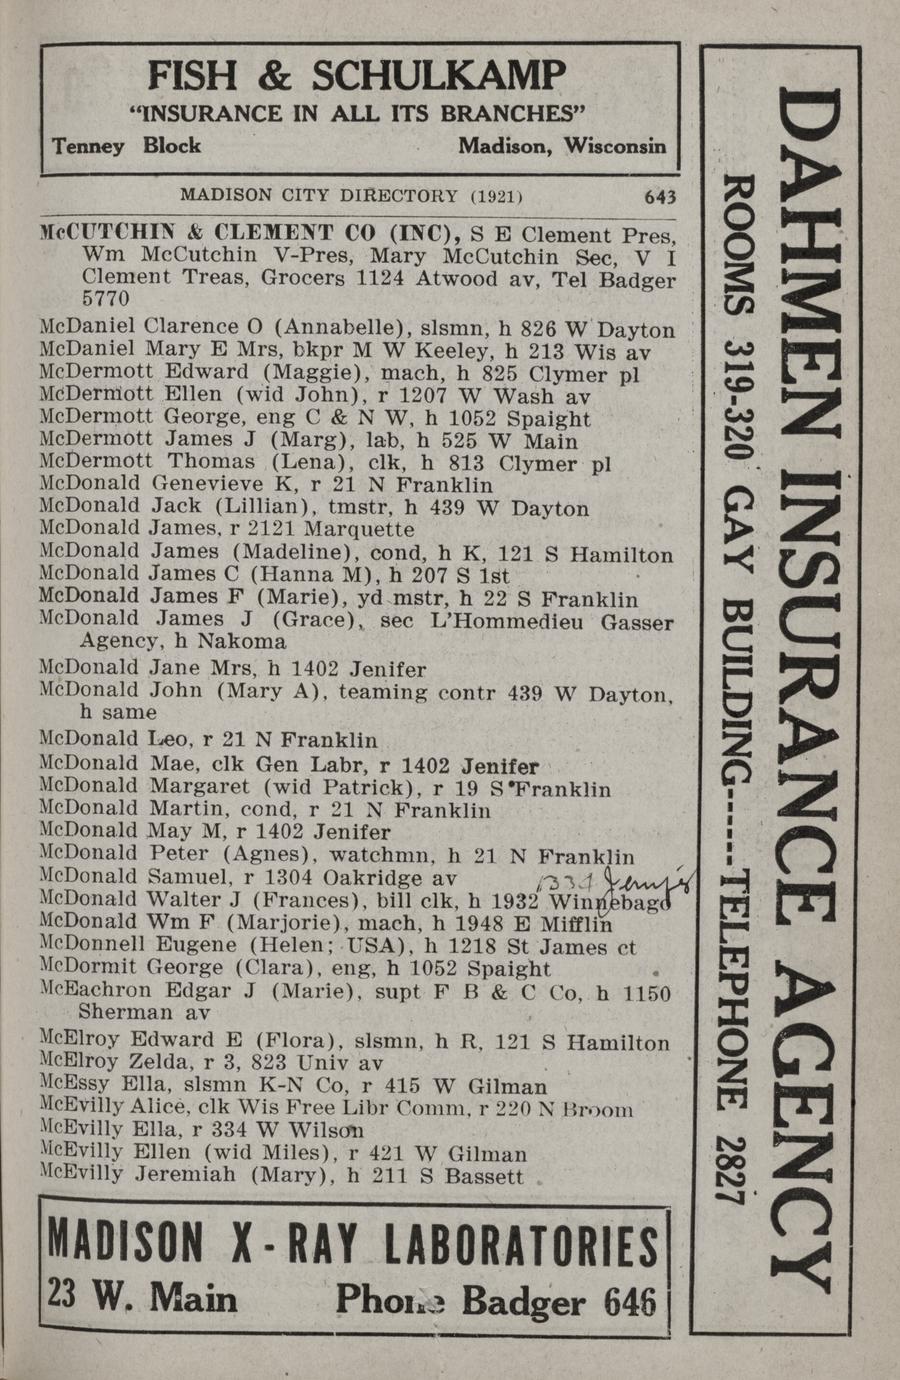 FISH & SCHULKAMP
“INSURANCE IN ALL ITS BRANCHES”
Tenney Block Madison, Wisconsin
MADISON CITY DIRECTORY (1921) 643
McCUTCHIN & CLEMENT CO (INC), S E Clement Pres,
Wm McCutchin V-Pres, Mary McCutchin Sec, V I
Clement Treas, Grocers 1124 Atwood av, Tel Badger
5770
McDaniel Clarence O (Annabelle), slsmn, h 826 W Dayton
McDaniel Mary E Mrs, bkpr M W Keeley, h 213 Wis av
McDermott Edward (Maggie), mach, h 825 Clymer pl
McDermott Ellen (wid John), r 1207 W Wash av
McDermott George, eng C & N W, h 1052 Spaight
McDermott James J (Marg), lab, h 525 W Main
McDermott Thomas (Lena), clk, h 813 Clymer pl
McDonald Genevieve K, r 21 N Franklin
McDonald Jack (Lillian), tmstr, h 439 W Dayton
McDonald James, r 2121 Marquette
McDonald James (Madeline), cond, h K, 121 S Hamilton
McDonald James C (Hanna M), h 207 S 1st
McDonald James F (Marie), yd mstr, h 22 S Franklin
McDonald James J (Grace), sec L’Hommedieu Gasser
Agency, h Nakoma
McDonald Jane Mrs, h 1402 Jenifer
McDonald John (Mary A), teaming contr 439 W Dayton,
h same
McDonald Leo, r 21 N Franklin
McDonald Mae, clk Gen Labr, r 1402 Jenifer
McDonald Margaret (wid Patrick), r 19 S Franklin
McDonald Martin, cond, r 21 N Franklin
McDonald May M, r 1402 Jenifer
McDonald Peter (Agnes), watchmn, h 21 N Franklin
McDonald Samuel, r 1304 Oakridge av 1334 Jenifer
McDonald Walter J (Frances), bill clk, h 1932 Winnebago
McDonald Wm F (Marjorie), mach, h 1948 E Mifflin
McDonnell Eugene (Helen; USA), h 1218 St James ct
McDormit George (Clara), eng, h 1052 Spaight
McEachron Edgar J (Marie), supt F B & C Co, h 1150
Sherman av
McElroy Edward E (Flora), slsmn, h R, 121 S Hamilton
McElroy Zelda, r 3, 823 Univ av
McEssy Ella, slsmn K-N Co, r 415 W Gilman
McEvilly Alice, clk Wis Free Libr Comm, r 220 N Broom
McEvilly Ella, r 334 W Wilson
McEvilly Ellen (wid Miles), r 421 W Gilman
McEvilly Jeremiah (Mary), h 211 S Bassett
MADISON X-RAY LABORATORIES
23 W. Main Phone Badger 646
DAHMEN INSURANCE AGENCY
ROOMS 319-320 GAY BUILDING------TELEPHONE 2827